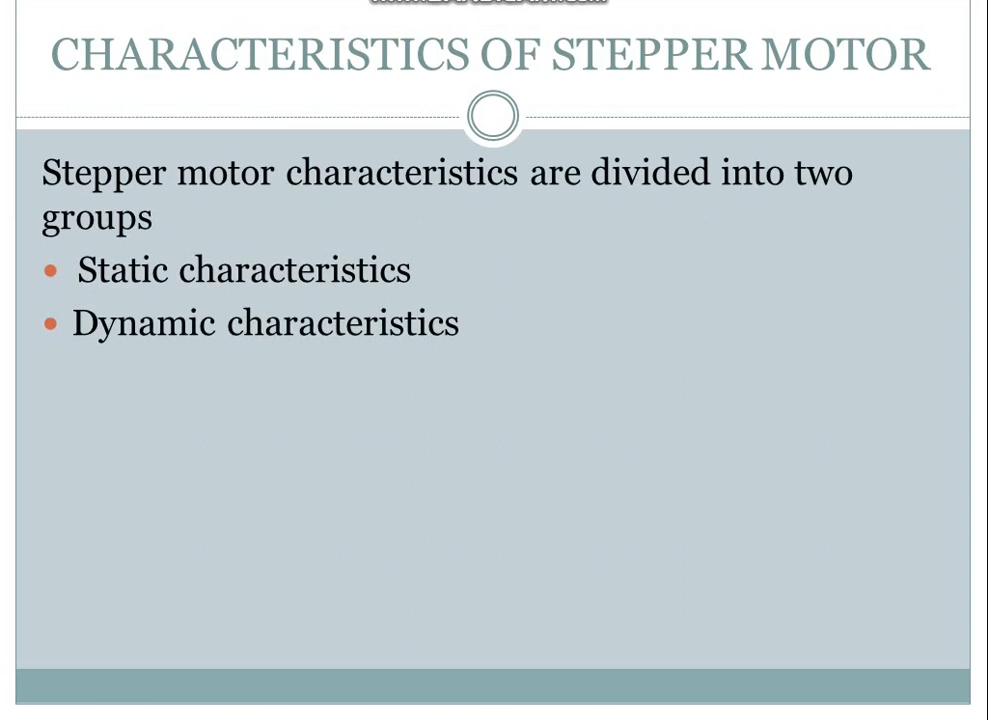 CHARACTERISTICS OF STEPPER MOTOR
Stepper motor characteristics are divided into two
groups
• Static characteristics
• Dynamic characteristics